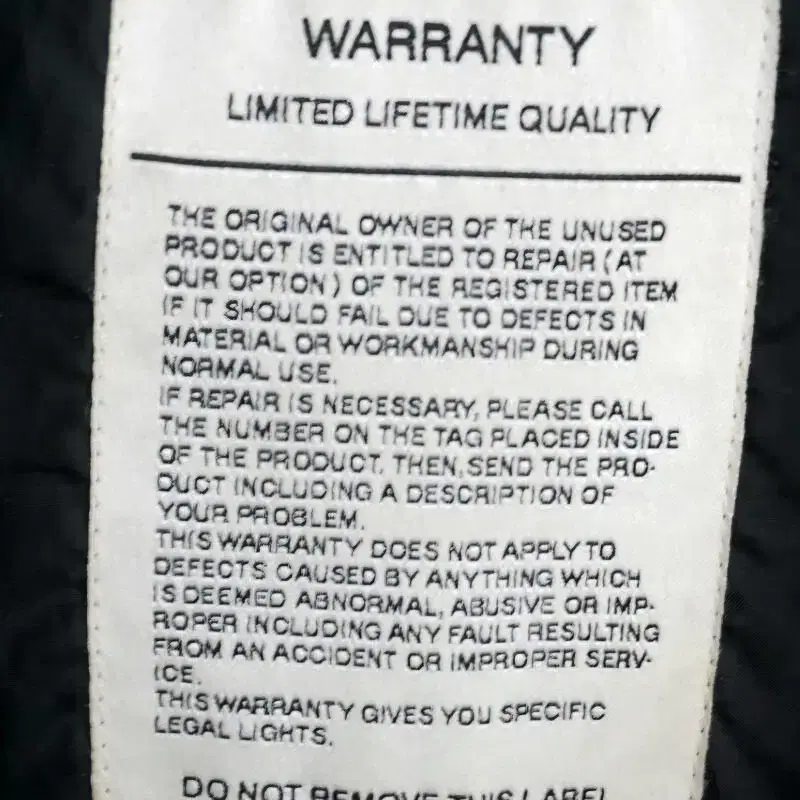 WARRANTY
LIMITED LIFETIME QUALITY
THE ORIGINAL OWNER OF THE UNUSED
PRODUCT IS ENTITLED TO REPAIR (AT
OUR OPTION) OF THE REGISTERED ITEM
IF IT SHOULD FAIL DUE TO DEFECTS IN
MATERIAL OR WORKMANSHIP DURING
NORMAL USE.
IF REPAIR IS NECESSARY, PLEASE CALL
THE NUMBER ON THE TAG PLACED INSIDE
OF THE PRODUCT. THEN, SEND THE PRO-
DUCT INCLUDING A DESCRIPTION OF
YOUR PROBLEM.
THIS WARRANTY DOES NOT APPLY TO
DEFECTS CAUSED BY ANYTHING WHICH
IS DEEMED ABNORMAL, ABUSIVE OR IMP-
ROPER INCLUDING ANY FAULT RESULTING
FROM AN ACCIDENT OR IMPROPER SERV-
ICE.
THIS WARRANTY GIVES YOU SPECIFIC
LEGAL LIGHTS.
DO NOT REMOVE THIS LABEL